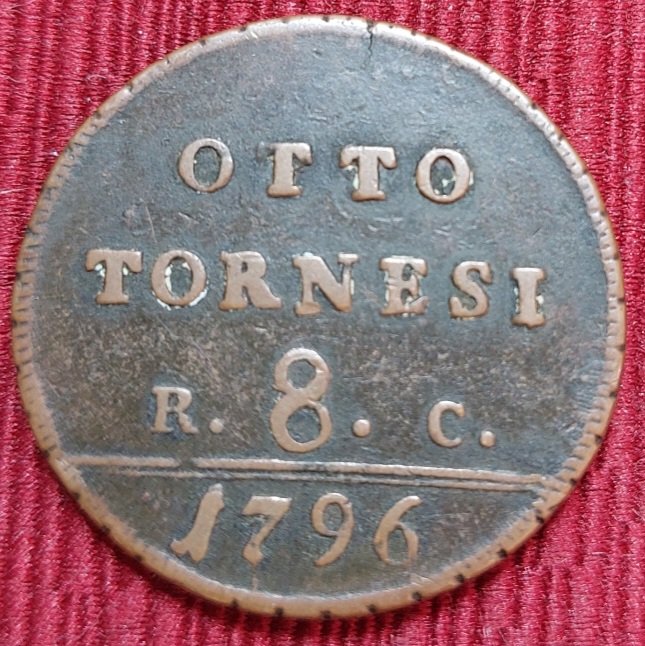 OTTO
TORNESI
R. 8. C.
1796